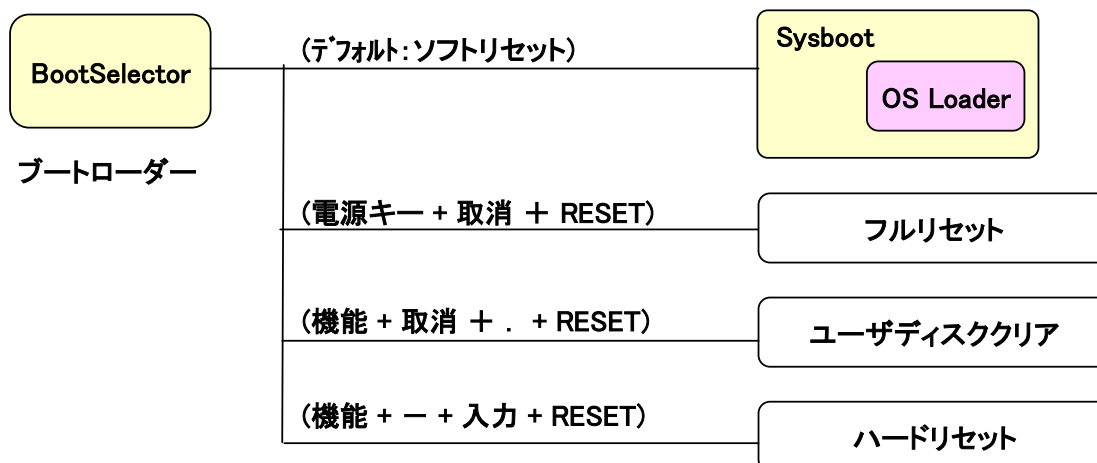 BootSelector
ブートローダー
(ﾃﾞﾌｫﾙﾄ：ソフトリセット)
Sysboot
OS Loader
(電源キー + 取消 ＋ RESET)
フルリセット
(機能 + 取消 ＋ . + RESET)
ユーザディスククリア
(機能 + － + 入力 + RESET)
ハードリセット